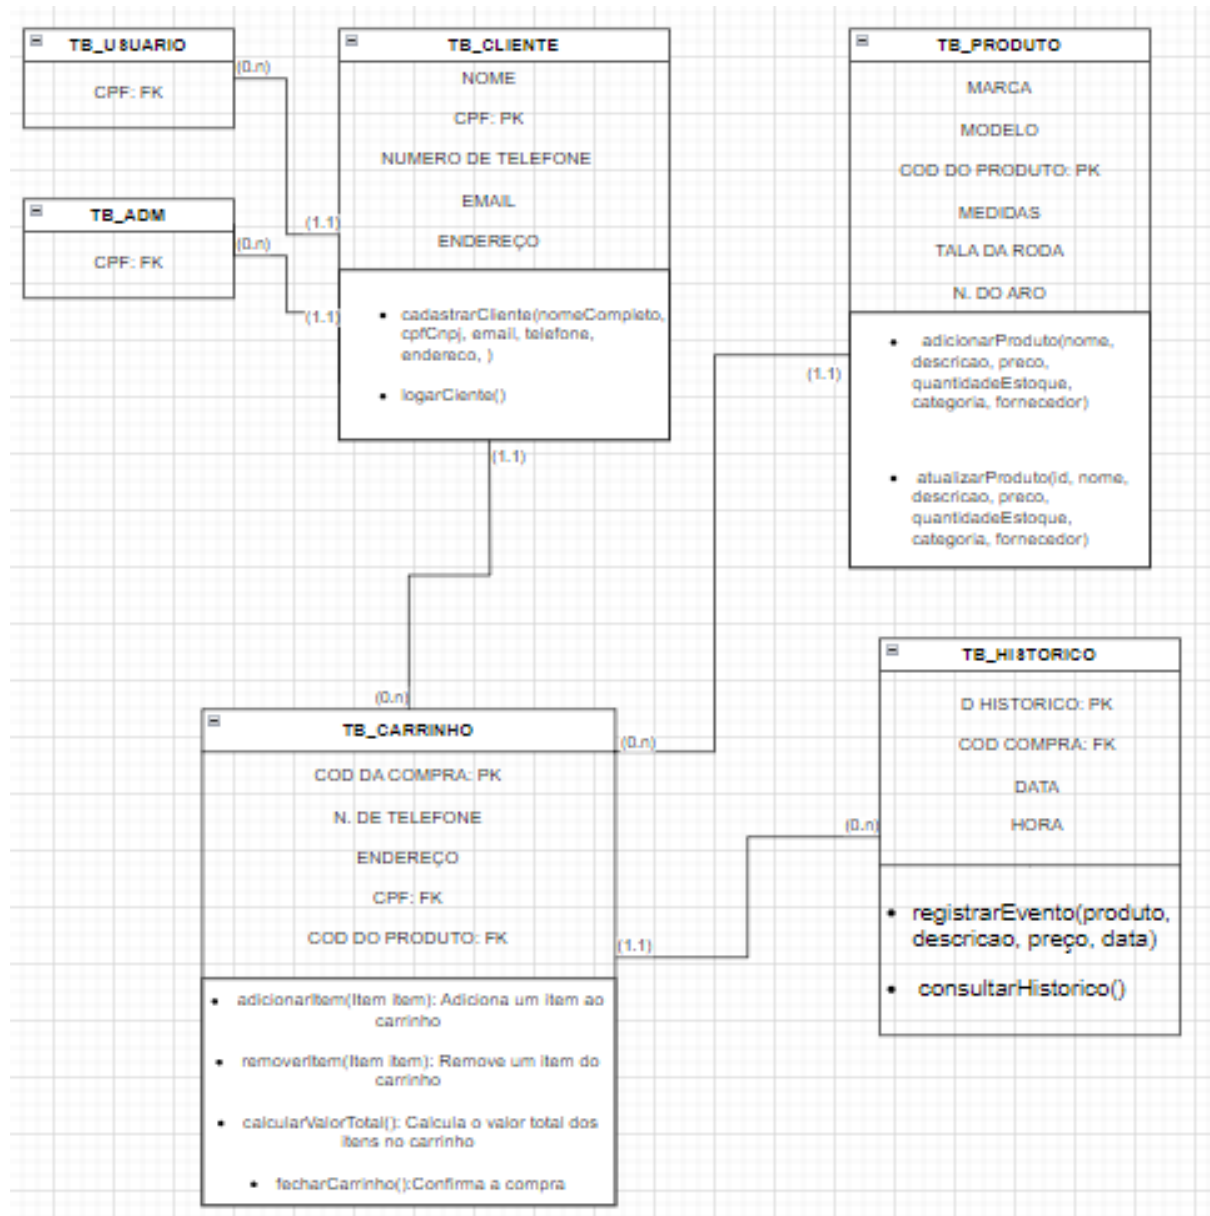 TB_USUARIO
CPF: FK
(0.n)
TB_ADM
CPF: FK
(0.n)
TB_CLIENTE
NOME
CPF: PK
NUMERO DE TELEFONE
EMAIL
ENDEREÇO
(1.1)
(1.1)
cadastrarCliente(nomeCompleto,
cpfCnpj, email, telefone,
endereco, )
logarCliente()
(1.1)
TB_PRODUTO
MARCA
MODELO
COD DO PRODUTO: PK
MEDIDAS
TALA DA RODA
N. DO ARO
(1.1)
adicionarProduto(nome,
descricao, preco,
quantidadeEstoque,
categoria, fornecedor)
atualizarProduto(id, nome,
descricao, preco,
quantidadeEstoque,
categoria, fornecedor)
(0.n)
TB_CARRINHO
(0.n)
COD DA COMPRA: PK
N. DE TELEFONE
ENDEREÇO
CPF: FK
COD DO PRODUTO: FK
(1.1)
adicionarItem(Item item): Adiciona um item ao
carrinho
removerItem(Item item): Remove um item do
carrinho
calcularValorTotal(): Calcula o valor total dos
itens no carrinho
fecharCarrinho():Confirma a compra
TB_HISTORICO
D HISTORICO: PK
COD COMPRA: FK
DATA
HORA
(0.n)
registrarEvento(produto,
descricao, preço, data)
consultarHistorico()